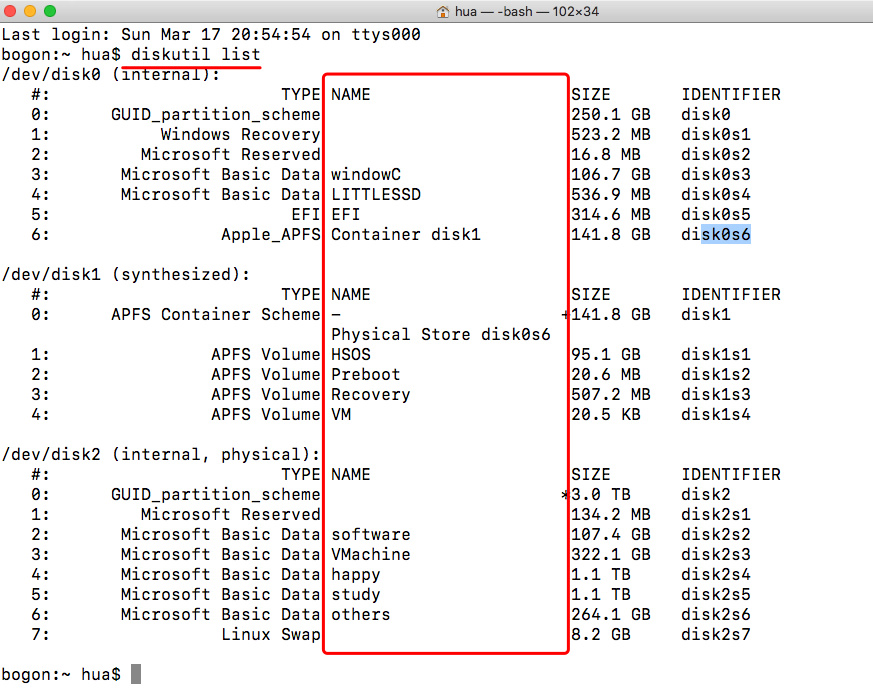 hua — -bash — 102×34
Last login: Sun Mar 17 20:54:54 on ttys000
bogon:~ hua$ diskutil list
/dev/disk0 (internal):
   #:                       TYPE NAME                    SIZE       IDENTIFIER
   0:      GUID_partition_scheme                         250.1 GB   disk0
   1:           Windows Recovery                         523.2 MB   disk0s1
   2:         Microsoft Reserved                         16.8 MB    disk0s2
   3:       Microsoft Basic Data windowC                 106.7 GB   disk0s3
   4:       Microsoft Basic Data LITTLESSD               536.9 MB   disk0s4
   5:                        EFI EFI                     314.6 MB   disk0s5
   6:                 Apple_APFS Container disk1         141.8 GB   disk0s6
/dev/disk1 (synthesized):
   #:                       TYPE NAME                    SIZE       IDENTIFIER
   0:      APFS Container Scheme –                      +141.8 GB   disk1
                                 Physical Store disk0s6
   1:                APFS Volume HSOS                    95.1 GB    disk1s1
   2:                APFS Volume Preboot                 20.6 MB    disk1s2
   3:                APFS Volume Recovery                507.2 MB   disk1s3
   4:                APFS Volume VM                      20.5 KB    disk1s4
/dev/disk2 (internal, physical):
   #:                       TYPE NAME                    SIZE       IDENTIFIER
   0:      GUID_partition_scheme                        *3.0 TB     disk2
   1:         Microsoft Reserved                         134.2 MB   disk2s1
   2:       Microsoft Basic Data software                107.4 GB   disk2s2
   3:       Microsoft Basic Data VMachine                322.1 GB   disk2s3
   4:       Microsoft Basic Data happy                   1.1 TB     disk2s4
   5:       Microsoft Basic Data study                   1.1 TB     disk2s5
   6:       Microsoft Basic Data others                  264.1 GB   disk2s6
   7:                 Linux Swap                         8.2 GB     disk2s7
bogon:~ hua$